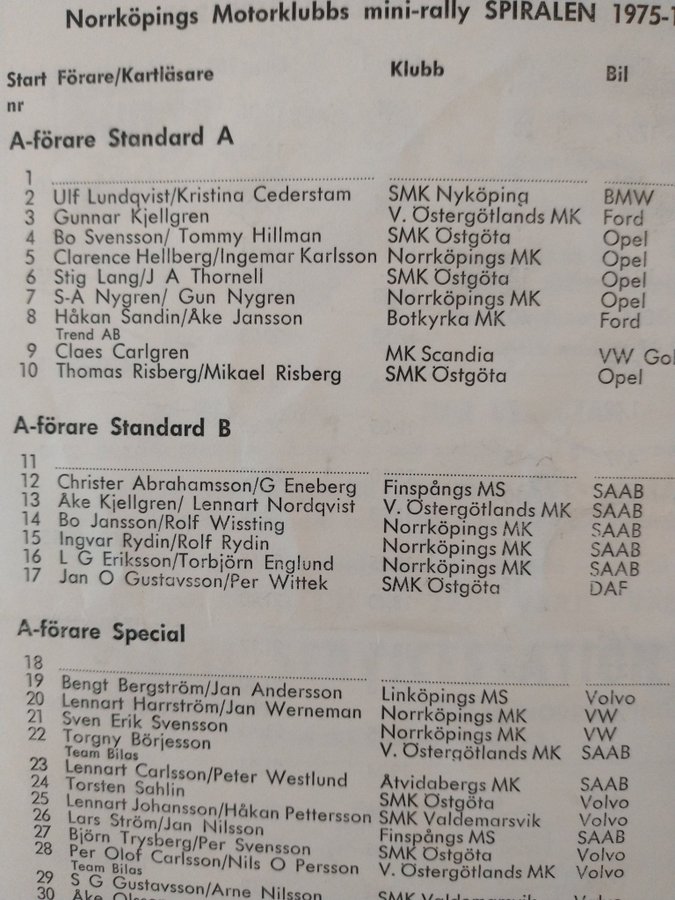 Norrköpings Motorklubbs mini-rally SPIRALEN 1975-1
Start Förare/Kartläsare Klubb Bil
nr
A-förare Standard A
1
2 Ulf Lundqvist/Kristina Cederstam SMK Nyköping BMW
3 Gunnar Kjellgren V. Östergötlands MK Ford
4 Bo Svensson/ Tommy Hillman SMK Östgöta Opel
5 Clarence Hellberg/Ingemar Karlsson Norrköpings MK Opel
6 Stig Lang/J A Thornell SMK Östgöta Opel
7 S-A Nygren/ Gun Nygren Norrköpings MK Opel
8 Håkan Sandin/Åke Jansson Botkyrka MK Ford
Trend AB
9 Claes Carlgren MK Scandia VW Gol
10 Thomas Risberg/Mikael Risberg SMK Östgöta Opel
A-förare Standard B
11
12 Christer Abrahamsson/G Eneberg Finspångs MS SAAB
13 Åke Kjellgren/ Lennart Nordqvist V. Östergötlands MK SAAB
14 Bo Jansson/Rolf Wissting Norrköpings MK SAAB
15 Ingvar Rydin/Rolf Rydin Norrköpings MK SAAB
16 L G Eriksson/Torbjörn Englund Norrköpings MK SAAB
17 Jan O Gustavsson/Per Wittek SMK Östgöta DAF
A-förare Special
18
19 Bengt Bergström/Jan Andersson Linköpings MS Volvo
20 Lennart Harrström/Jan Werneman Norrköpings MK VW
21 Sven Erik Svensson Norrköpings MK VW
22 Torgny Börjesson V. Östergötlands MK SAAB
Team Bilas
23 Lennart Carlsson/Peter Westlund Åtvidabergs MK SAAB
24 Torsten Sahlin SMK Östgöta Volvo
25 Lennart Johansson/Håkan Pettersson SMK Valdemarsvik Volvo
26 Lars Ström/Jan Nilsson Finspångs MS SAAB
27 Björn Trysberg/Per Svensson SMK Östgöta Volvo
28 Per Olof Carlsson/Nils O Persson V. Östergötlands MK Volvo
Team Bilas
29 S G Gustavsson/Arne Nilsson SMK Valdemarsvik Volvo
30 Åke